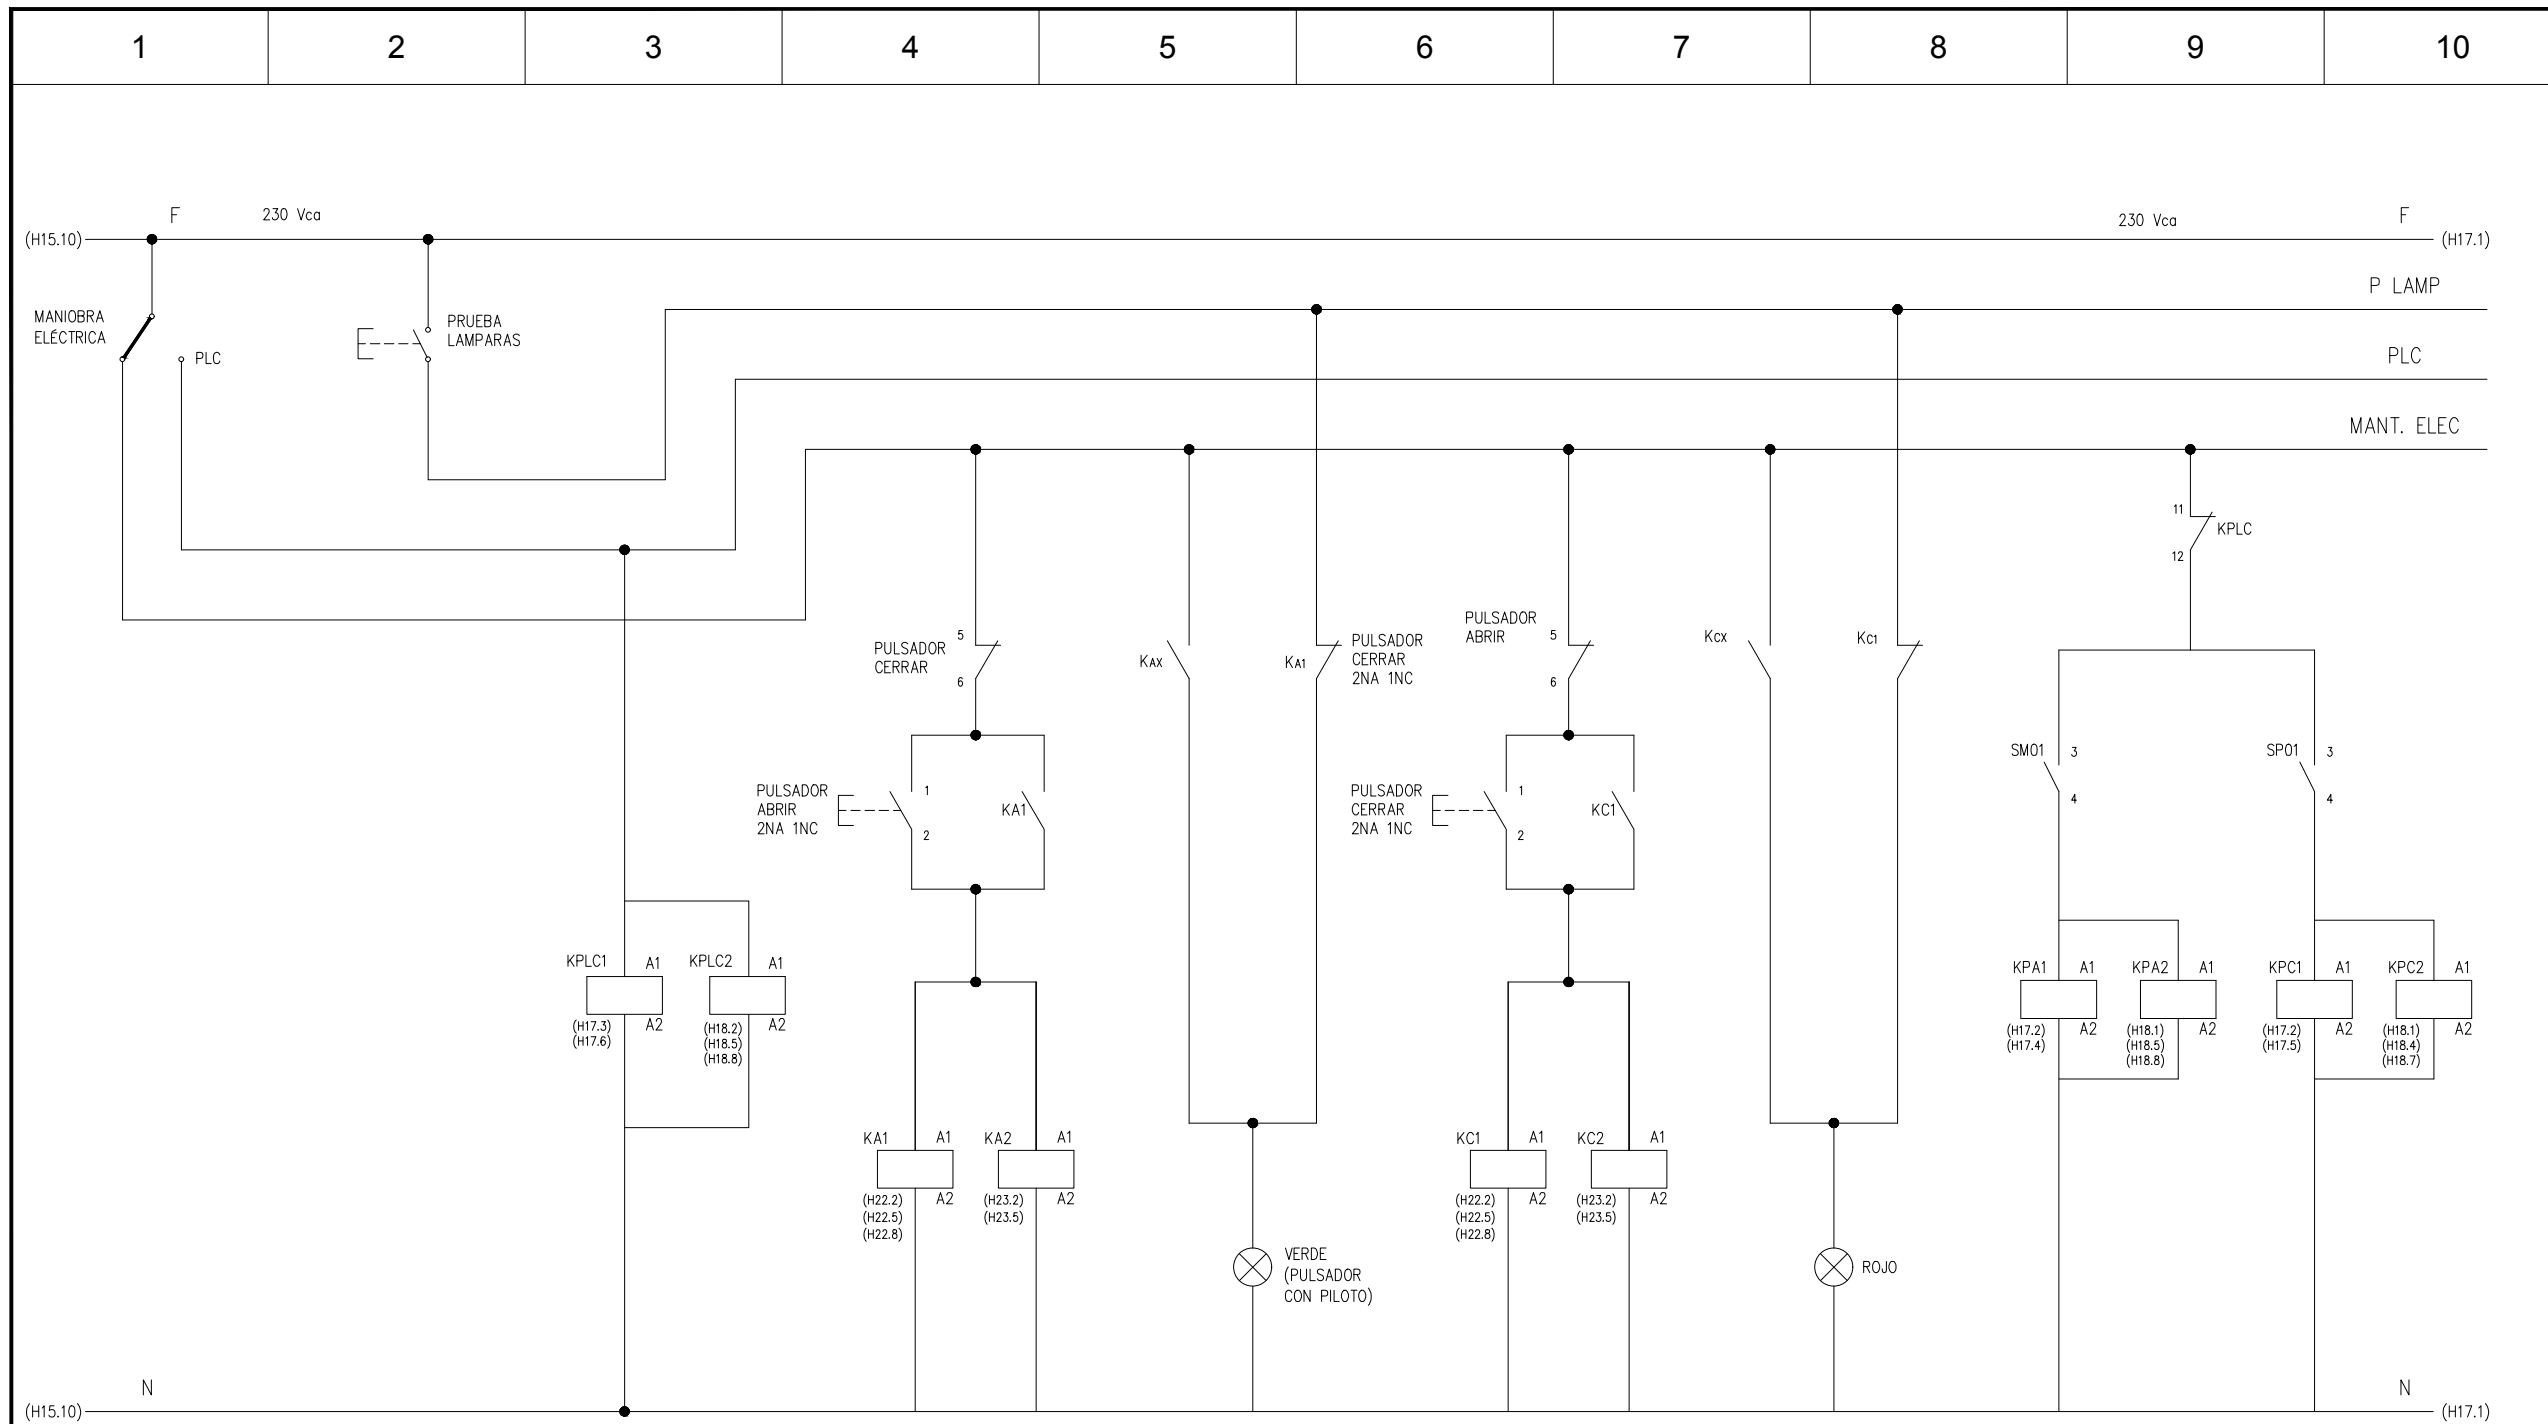 1 2 3 4 5 6 7 8 9 10
F 230 Vca 230 Vca F
(H15.10) (H17.1)
P LAMP
MANIOBRA
ELÉCTRICA
PLC
PRUEBA
LAMPARAS
PLC
MANT. ELEC
11
12
KPLC
PULSADOR
CERRAR
5
6
KAX
KA1
PULSADOR
CERRAR
2NA 1NC
PULSADOR
ABRIR
5
6
KCX
KC1
PULSADOR
ABRIR
2NA 1NC
1
2
KA1
PULSADOR
CERRAR
2NA 1NC
1
2
KC1
SM01
3
4
SP01
3
4
KPLC1 A1
A2
(H17.3)
(H17.6)
KPLC2 A1
A2
(H18.2)
(H18.5)
(H18.8)
KPA1 A1
A2
(H17.2)
(H17.4)
KPA2 A1
A2
(H18.1)
(H18.5)
(H18.8)
KPC1 A1
A2
(H17.2)
(H17.5)
KPC2 A1
A2
(H18.1)
(H18.4)
(H18.7)
KA1 A1
A2
(H22.2)
(H22.5)
(H22.8)
KA2 A1
A2
(H23.2)
(H23.5)
KC1 A1
A2
(H22.2)
(H22.5)
(H22.8)
KC2 A1
A2
(H23.2)
(H23.5)
VERDE
(PULSADOR
CON PILOTO)
ROJO
N N
(H15.10) (H17.1)